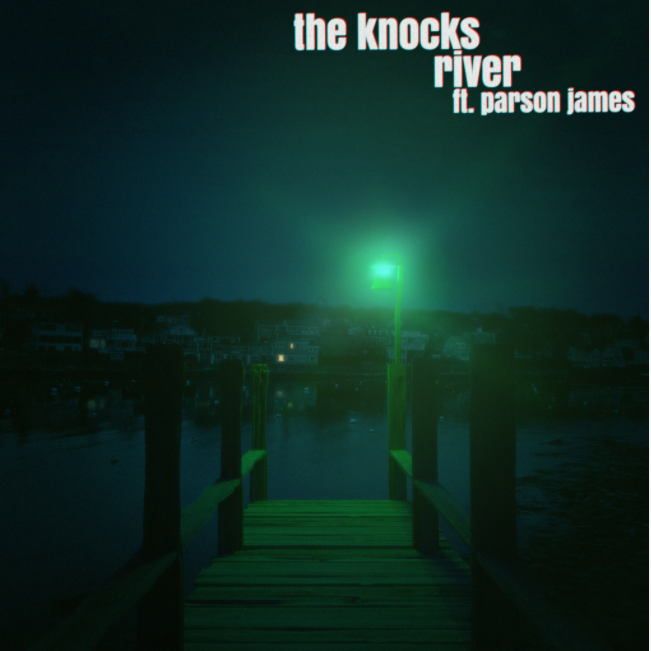 the knocks
river
ft. parson james